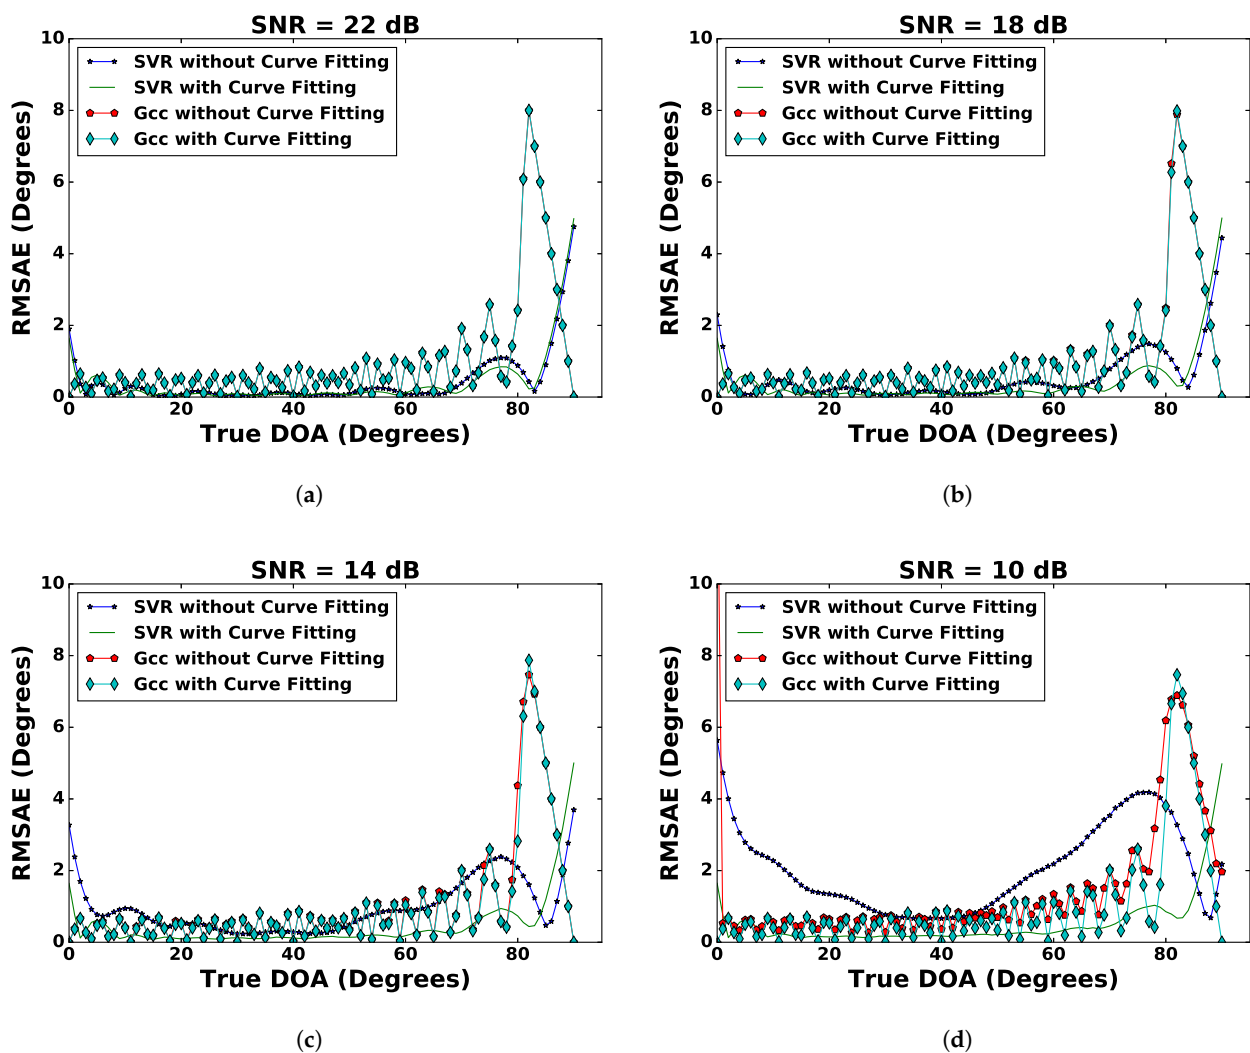 SNR = 22 dB
10
8
6
4
2
0
RMSAE (Degrees)
SVR without Curve Fitting
SVR with Curve Fitting
Gcc without Curve Fitting
Gcc with Curve Fitting
0 20 40 60 80
True DOA (Degrees)
(a)
SNR = 18 dB
10
8
6
4
2
0
RMSAE (Degrees)
SVR without Curve Fitting
SVR with Curve Fitting
Gcc without Curve Fitting
Gcc with Curve Fitting
0 20 40 60 80
True DOA (Degrees)
(b)
SNR = 14 dB
10
8
6
4
2
0
RMSAE (Degrees)
SVR without Curve Fitting
SVR with Curve Fitting
Gcc without Curve Fitting
Gcc with Curve Fitting
0 20 40 60 80
True DOA (Degrees)
(c)
SNR = 10 dB
10
8
6
4
2
0
RMSAE (Degrees)
SVR without Curve Fitting
SVR with Curve Fitting
Gcc without Curve Fitting
Gcc with Curve Fitting
0 20 40 60 80
True DOA (Degrees)
(d)